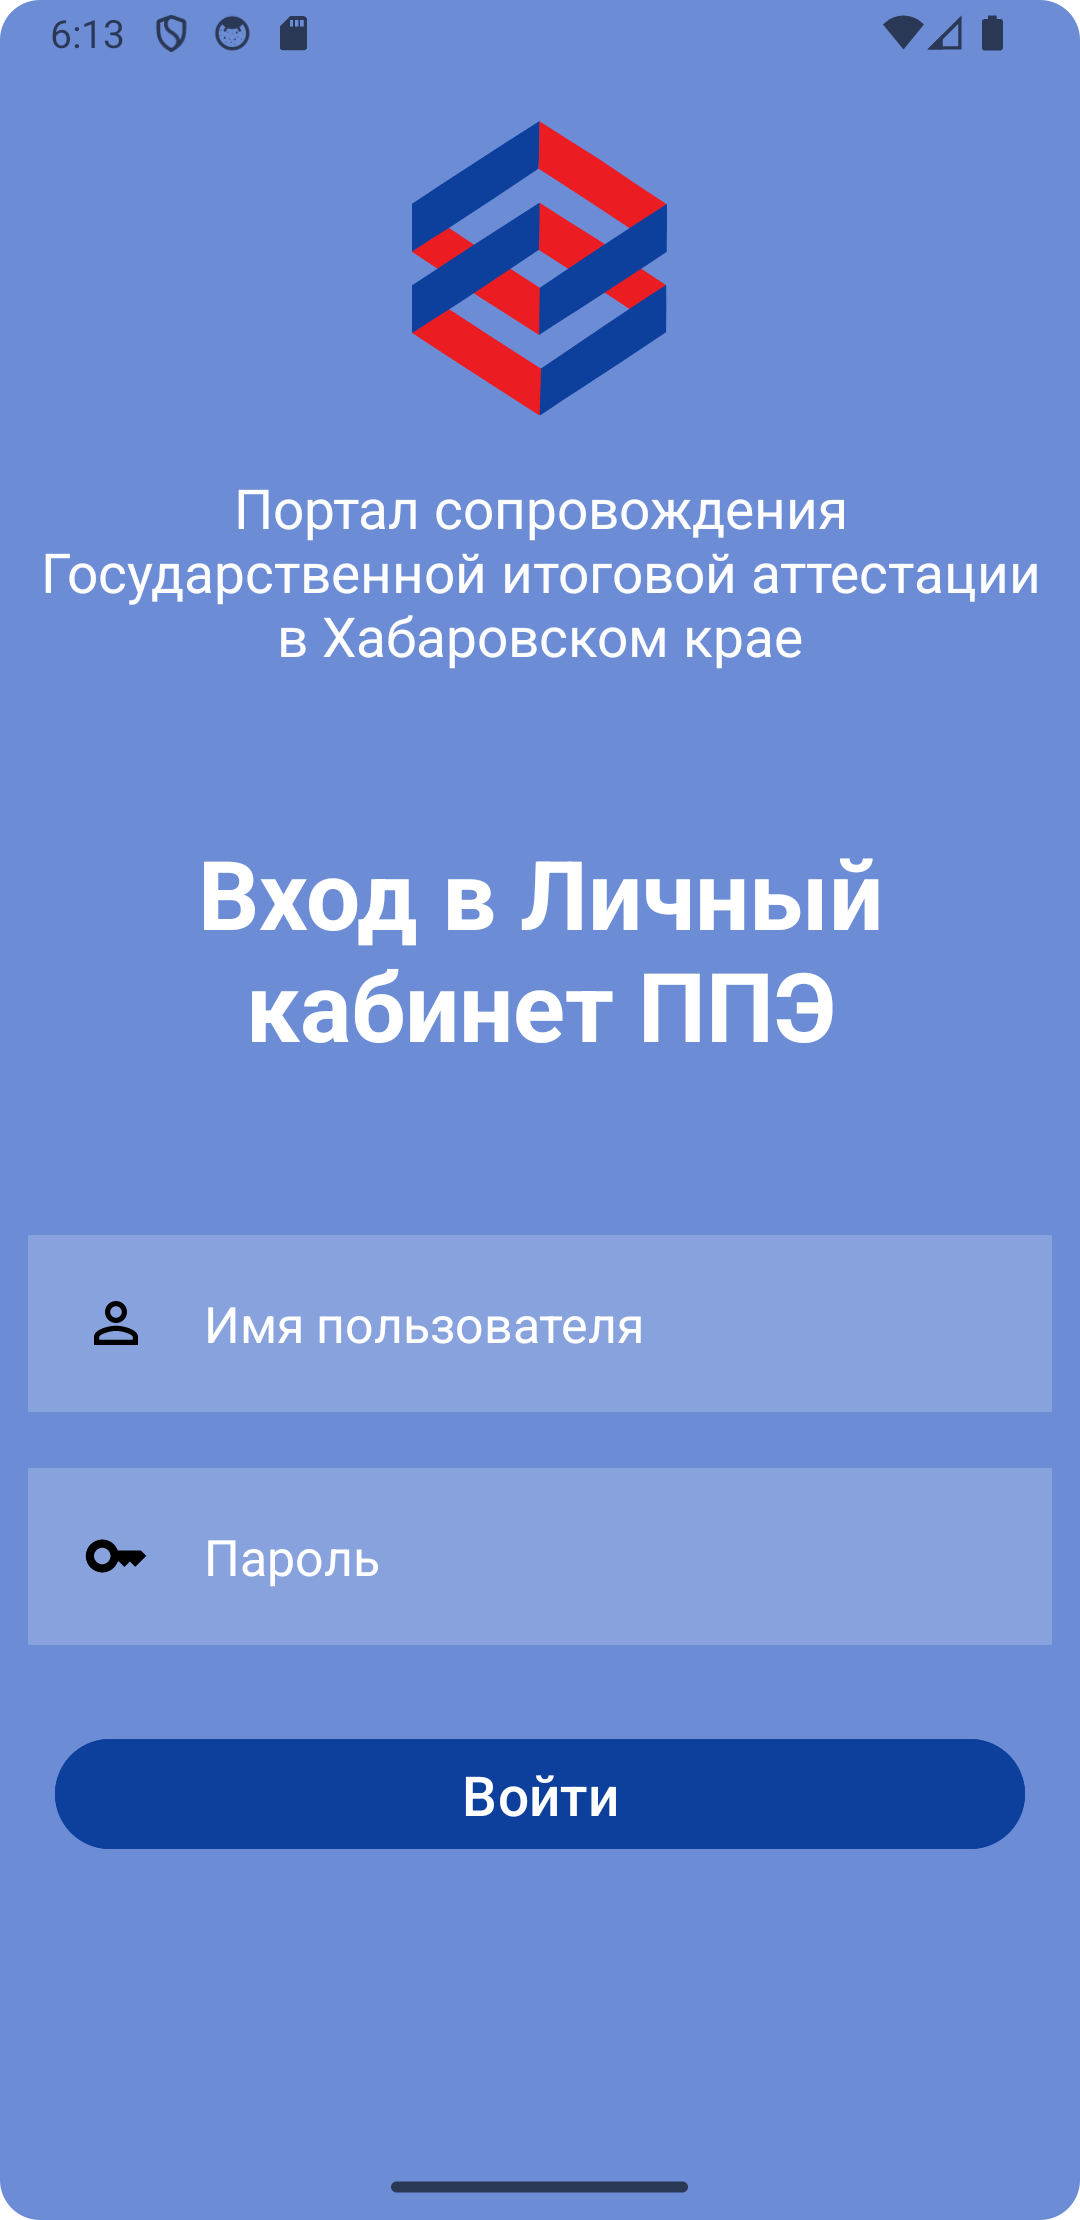 6:13
Портал сопровождения
Государственной итоговой аттестации
в Хабаровском крае
Вход в Личный
кабинет ППЭ
Имя пользователя
Пароль
Войти